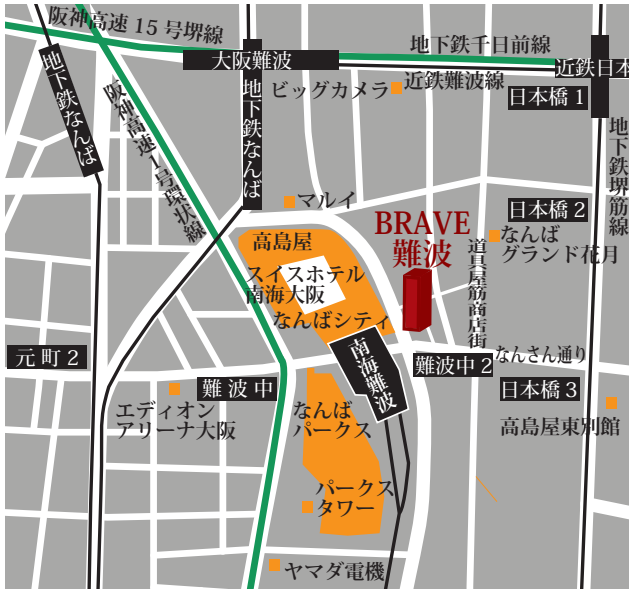 阪神高速 15 号堺線
地下鉄千日前線
大阪難波
近鉄日本
地下鉄なんば
地下鉄なんば
ビッグカメラ
近鉄難波線
日本橋 1
阪神高速1号環状線
地下鉄堺筋線
マルイ
日本橋 2
BRAVE
難波
高島屋
なんば
グランド花月
道具屋筋商店街
スイスホテル
南海大阪
なんばシティ
南海難波
なんさん通り
元町 2
難波中 2
難波中
日本橋 3
エディオン
アリーナ大阪
なんば
パークス
高島屋東別館
パークス
タワー
ヤマダ電機